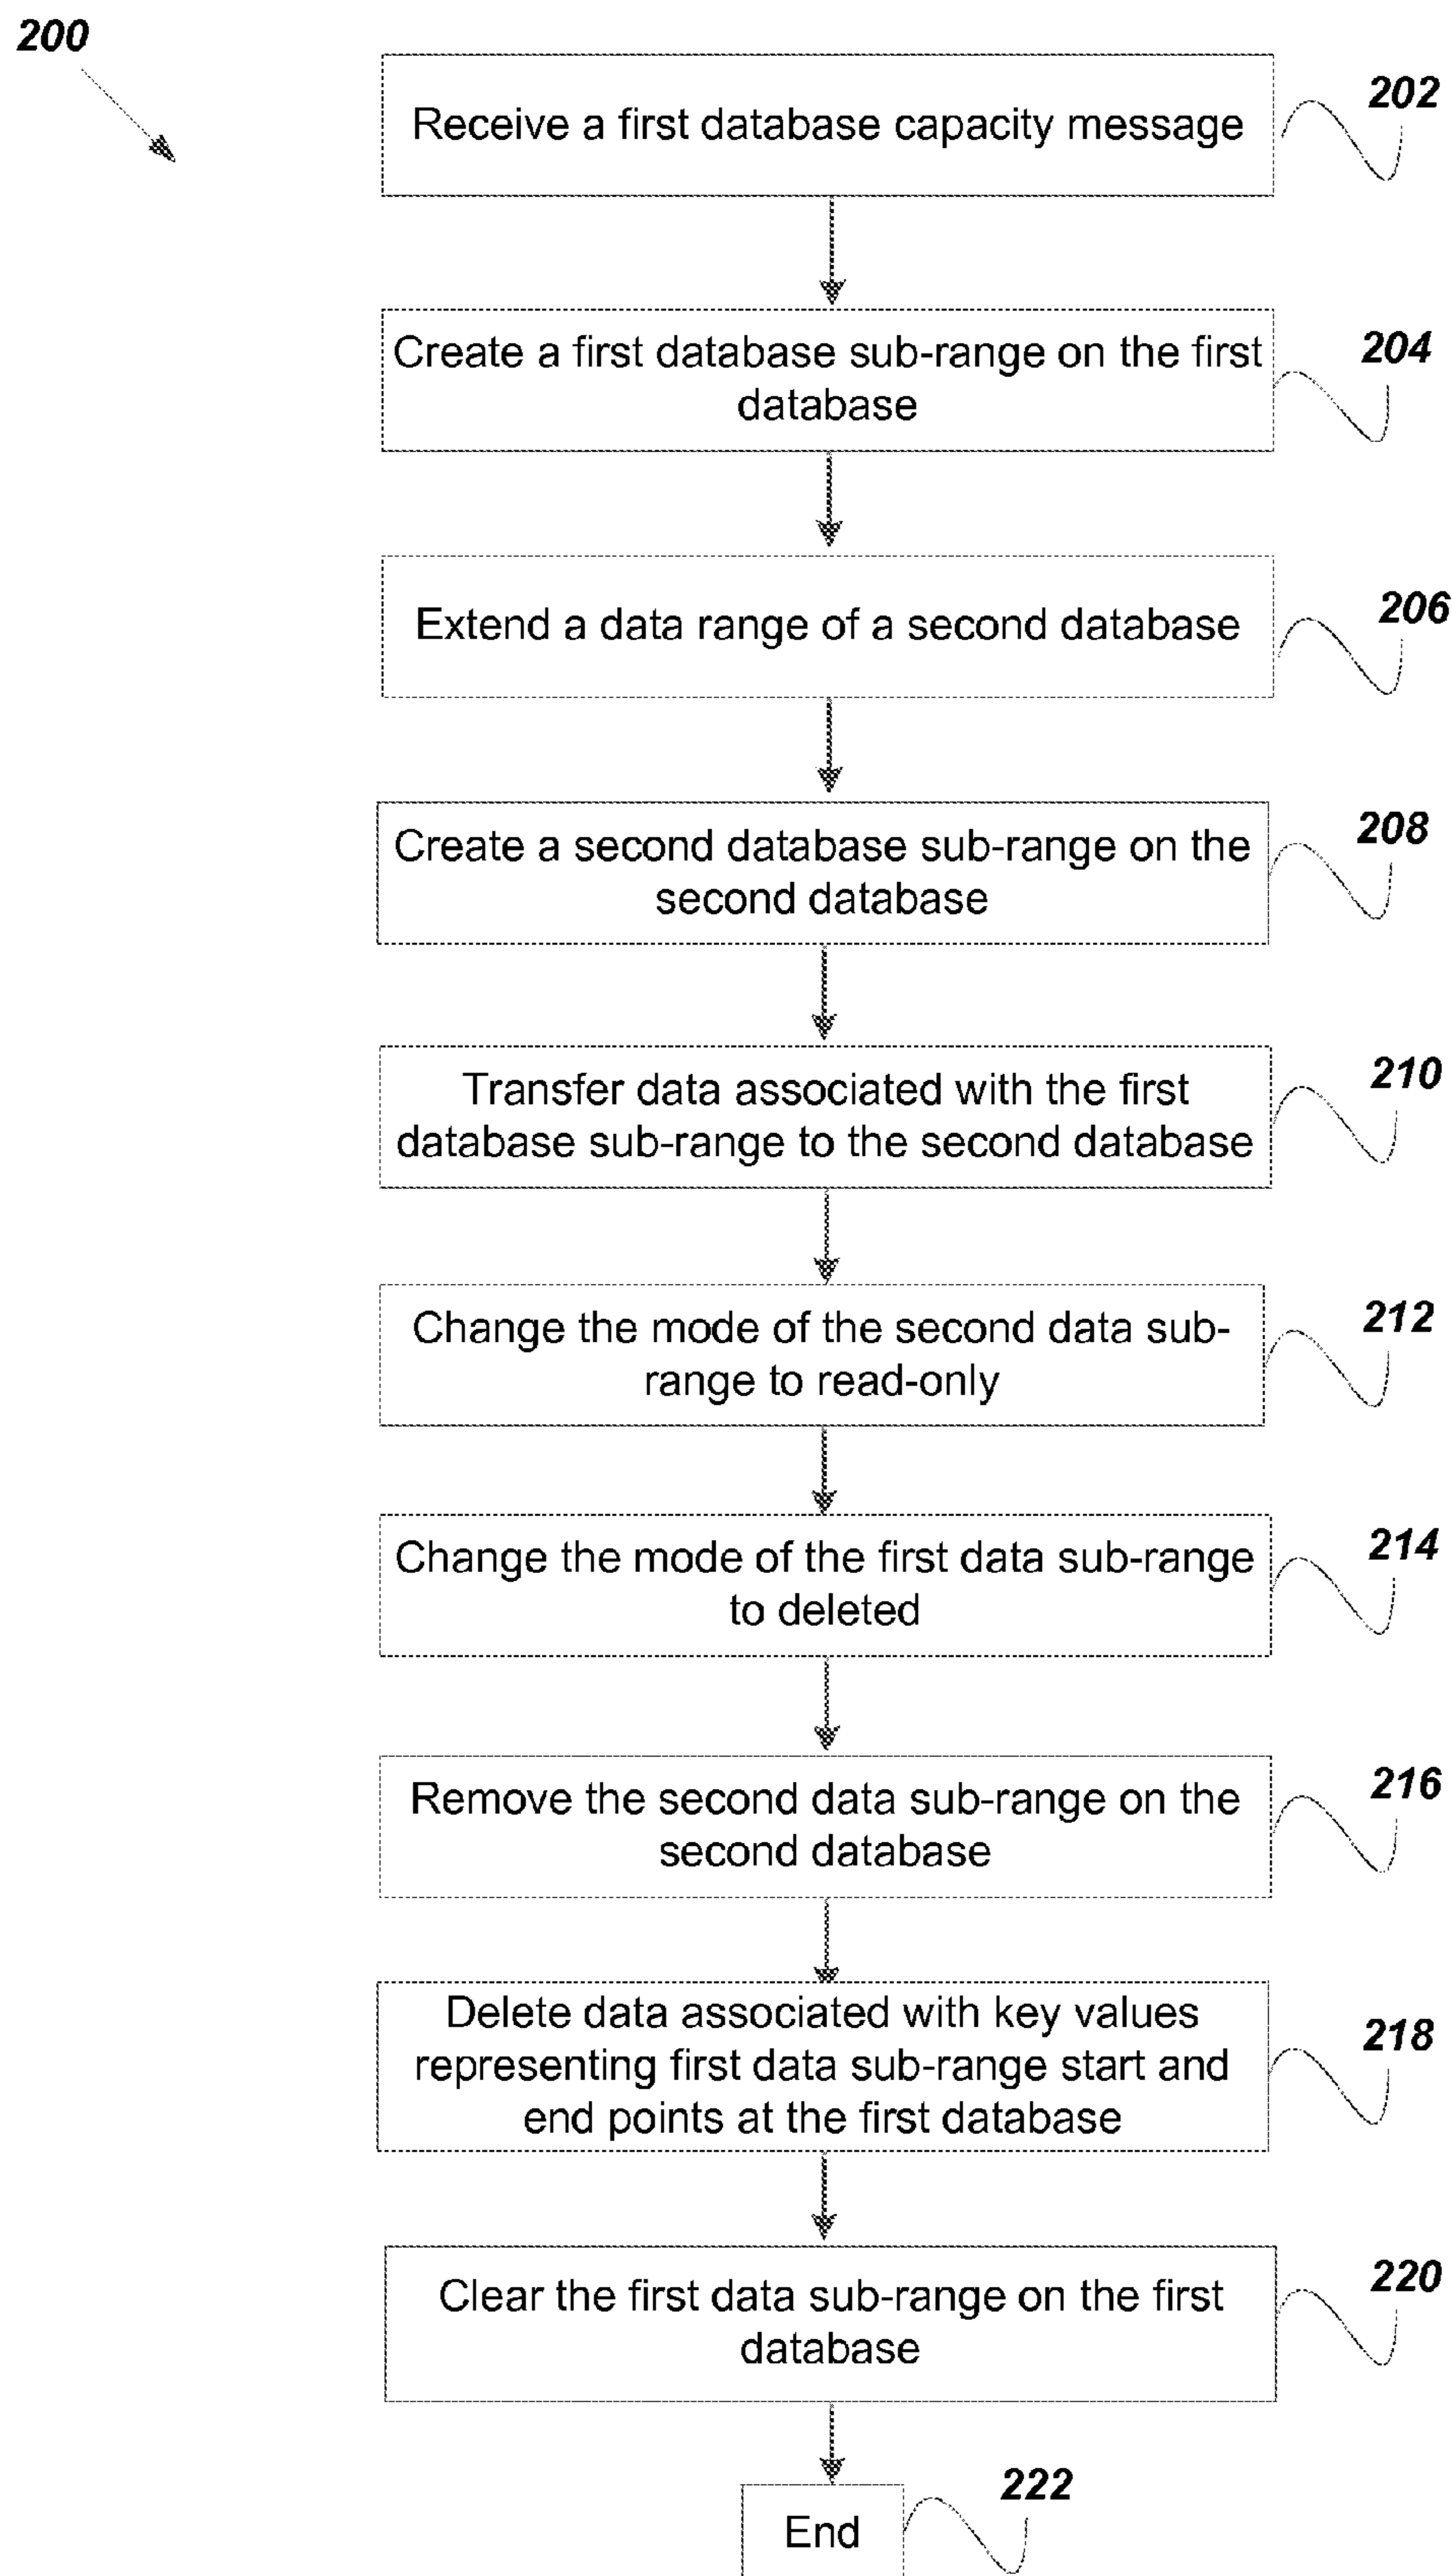 200
Receive a first database capacity message
202
Create a first database sub-range on the first
database
204
Extend a data range of a second database
206
Create a second database sub-range on the
second database
208
Transfer data associated with the first
database sub-range to the second database
210
Change the mode of the second data sub-
range to read-only
212
Change the mode of the first data sub-range
to deleted
214
Remove the second data sub-range on the
second database
216
Delete data associated with key values
representing first data sub-range start and
end points at the first database
218
Clear the first data sub-range on the first
database
220
End
222